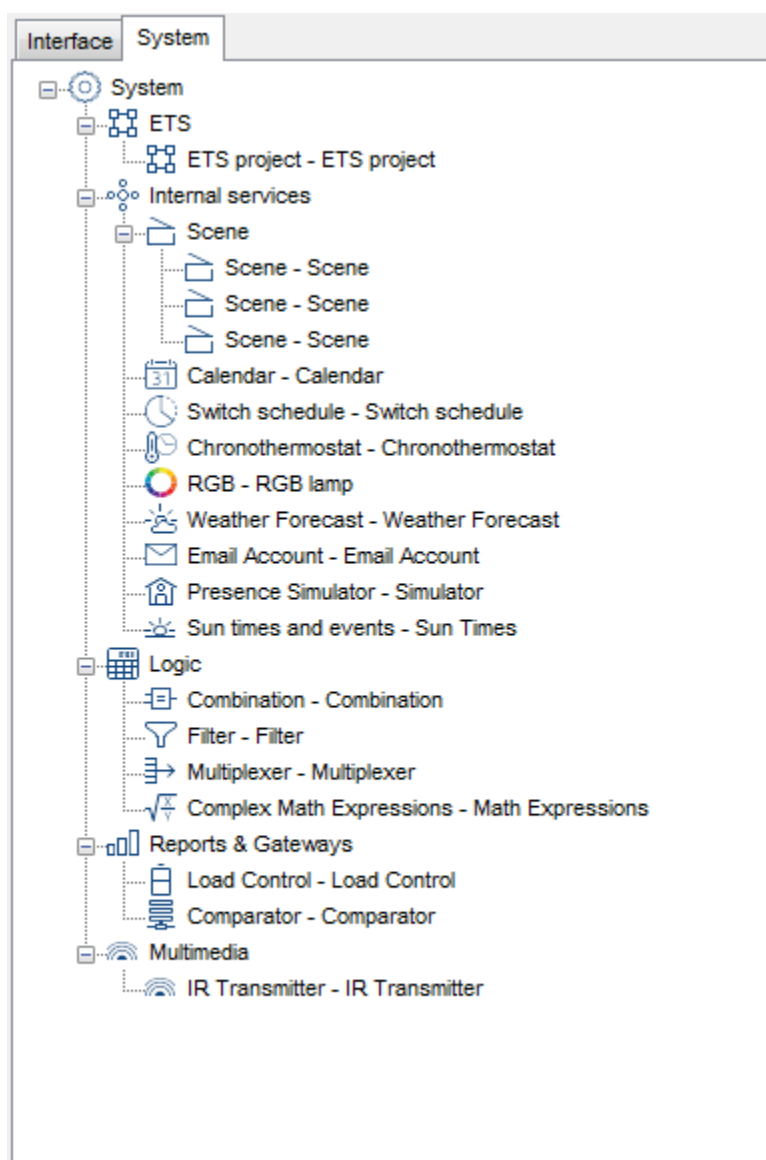 Interface System
System
ETS
ETS project - ETS project
Internal services
Scene
Scene - Scene
Scene - Scene
Scene - Scene
31 Calendar - Calendar
Switch schedule - Switch schedule
Chronothermostat - Chronothermostat
RGB - RGB lamp
Weather Forecast - Weather Forecast
Email Account - Email Account
Presence Simulator - Simulator
Sun times and events - Sun Times
Logic
Combination - Combination
Filter - Filter
Multiplexer - Multiplexer
Complex Math Expressions - Math Expressions
Reports & Gateways
Load Control - Load Control
Comparator - Comparator
Multimedia
IR Transmitter - IR Transmitter